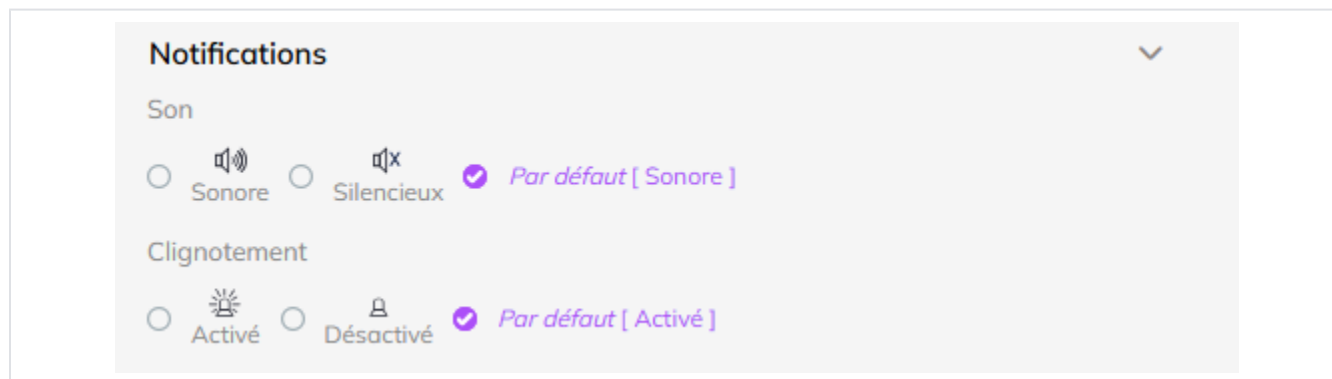 Notifications
Son
Sonore Silencieux Par défaut [ Sonore ]
Clignotement
Activé Désactivé Par défaut [ Activé ]